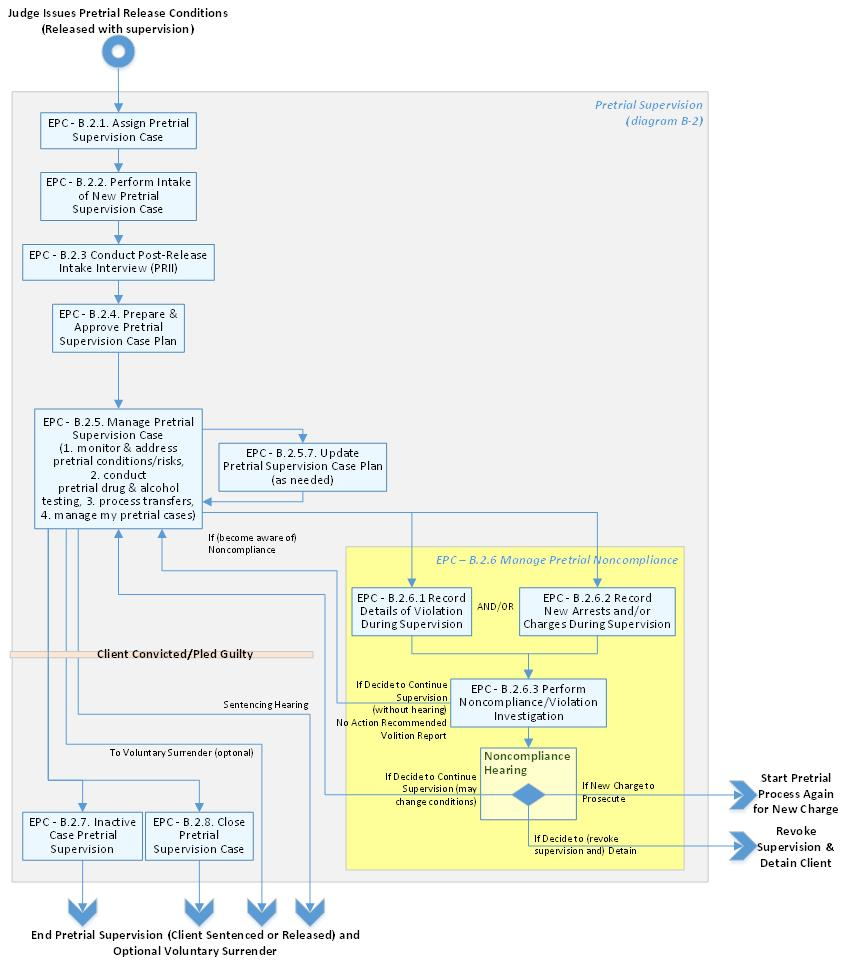 Judge Issues Pretrial Release Conditions
(Released with supervision)
Pretrial Supervision
(diagram B-2)
EPC - B.2.1. Assign Pretrial
Supervision Case
EPC - B.2.2. Perform Intake
of New Pretrial
Supervision Case
EPC - B.2.3 Conduct Post-Release
Intake Interview (PRII)
EPC - B.2.4. Prepare &
Approve Pretrial
Supervision Case Plan
EPC - B.2.5. Manage Pretrial
Supervision Case
(1. monitor & address
pretrial conditions/risks,
2. conduct
pretrial drug & alcohol
testing, 3. process transfers,
4. manage my pretrial cases)
EPC - B.2.5.7. Update
Pretrial Supervision Case Plan
(as needed)
If (become aware of)
Noncompliance
EPC – B.2.6 Manage Pretrial Noncompliance
EPC - B.2.6.1 Record
Details of Violation
During Supervision
AND/OR
EPC - B.2.6.2 Record
New Arrests and/or
Charges During Supervision
Client Convicted/Pled Guilty
If Decide to Continue
Supervision
(without hearing)
No Action Recommended
Volition Report
EPC - B.2.6.3 Perform
Noncompliance/Violation
Investigation
Sentencing Hearing
To Voluntary Surrender (optional)
Noncompliance
Hearing
If Decide to Continue
Supervision (may
change conditions)
If New Charge to
Prosecute
Start Pretrial
Process Again
for New Charge
If Decide to (revoke
supervision and) Detain
Revoke
Supervision &
Detain Client
EPC - B.2.7. Inactive
Case Pretrial
Supervision
EPC - B.2.8. Close
Pretrial
Supervision Case
End Pretrial Supervision (Client Sentenced or Released) and
Optional Voluntary Surrender